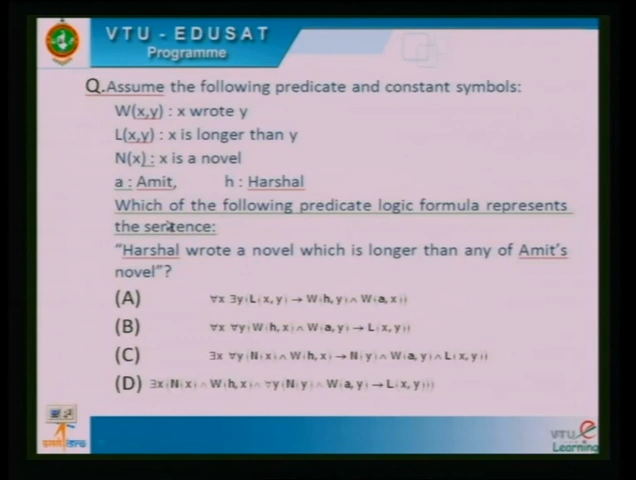 VTU - EDUSAT
Programme
Q.Assume the following predicate and constant symbols:
W(x,y) : x wrote y
L(x,y) : x is longer than y
N(x) : x is a novel
a : Amit, h : Harshal
Which of the following predicate logic formula represents
the sentence:
"Harshal wrote a novel which is longer than any of Amit's
novel"?
(A) ∀x ∃y(L(x, y) → W(h, y) ∧ W(a, x))
(B) ∀x ∀y(W(h, x) ∧ W(a, y) → L(x, y))
(C) ∃x ∀y(N(x) ∧ W(h, x) → N(y) ∧ W(a, y) ∧ L(x, y))
(D) ∃x(N(x) ∧ W(h, x) ∧ ∀y(N(y) ∧ W(a, y) → L(x, y)))
VTU e
Learning